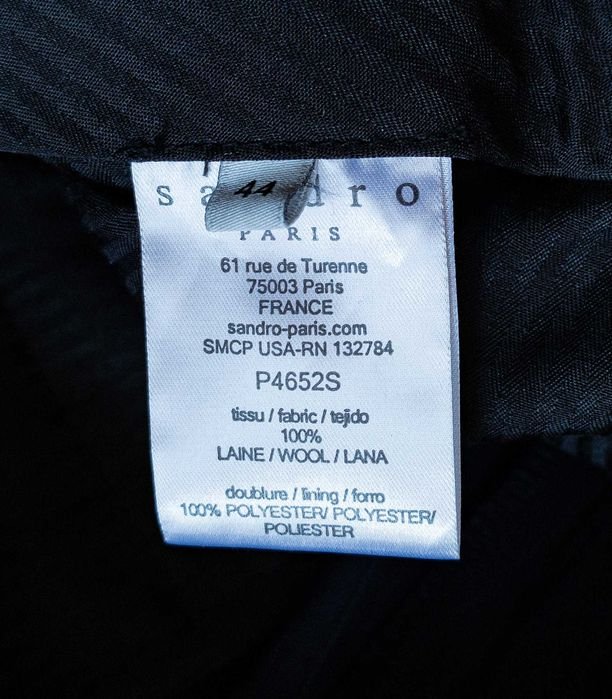 sandro
44
PARIS
61 rue de Turenne
75003 Paris
FRANCE
sandro-paris.com
SMCP USA-RN 132784
P4652S
tissu / fabric / tejido
100%
LAINE / WOOL / LANA
doublure / lining / forro
100% POLYESTER/ POLYESTER/
POLIESTER